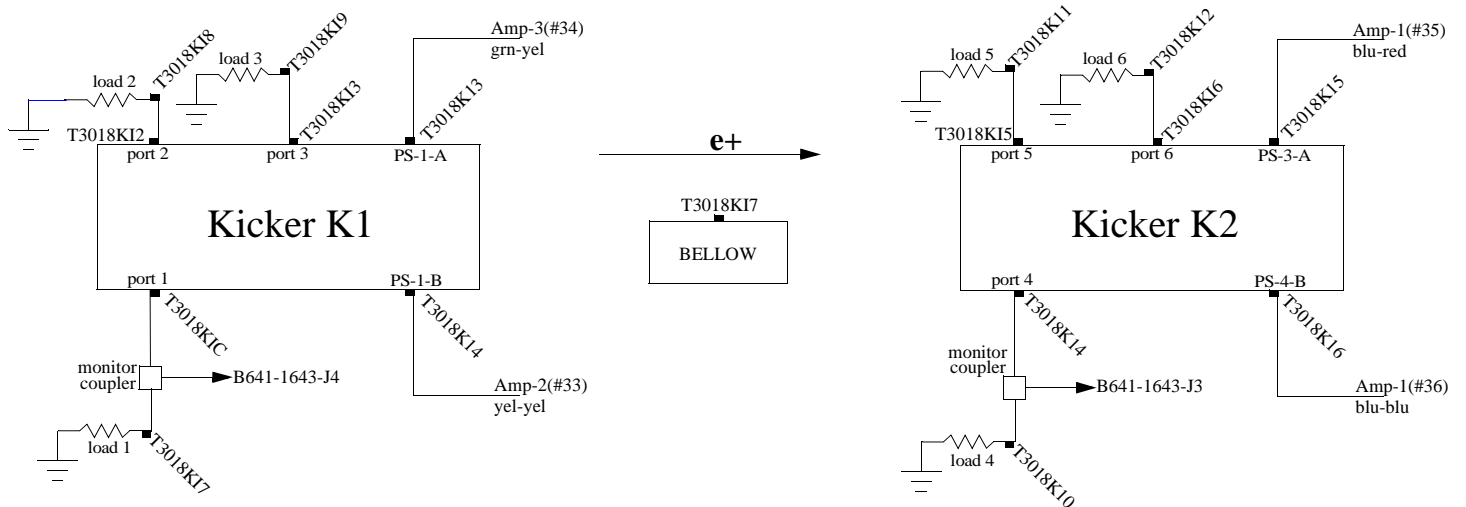 Amp-3(#34)
grn-yel
T3018KI8
T3018KI9
load 3
load 2
T3018KI2
T3018KI3
T3018K13
port 2
port 3
PS-1-A
Kicker K1
port 1
PS-1-B
T3018KIC
T3018K14
monitor
coupler
B641-1643-J4
Amp-2(#33)
yel-yel
load 1
T3018KI7
e+
T3018KI7
BELLOW
Amp-1(#35)
blu-red
T3018K11
T3018K12
load 5
load 6
T3018KI5
T3018KI6
T3018K15
port 5
port 6
PS-3-A
Kicker K2
port 4
PS-4-B
T3018K14
T3018K16
monitor
coupler
B641-1643-J3
Amp-1(#36)
blu-blu
load 4
T3018K10